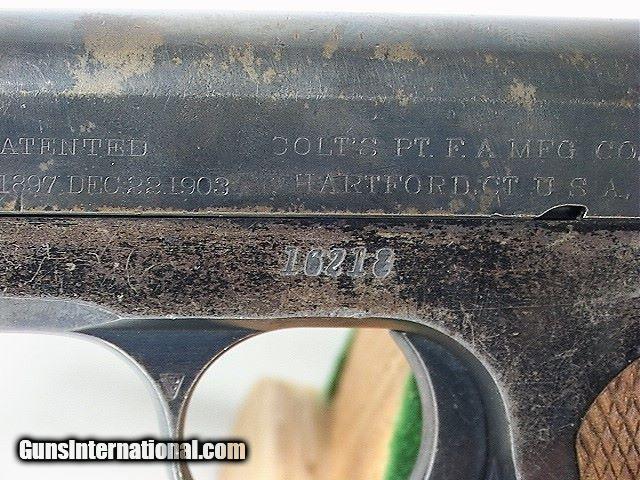 ATENTED COLT'S PT. F. A. MFG. CO.
1897. DEC. 22. 1903 HARTFORD, CT. U.S.A.
16218
V
GunsInternational.com